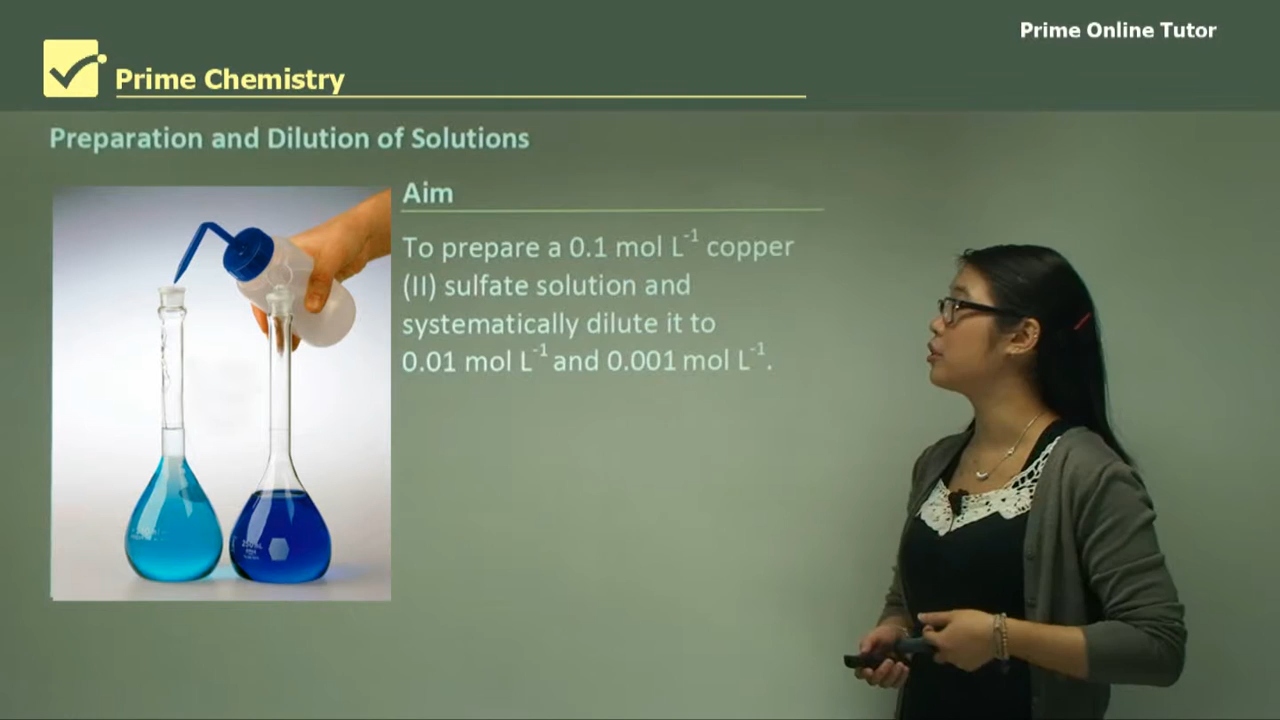 Prime Online Tutor
Prime Chemistry
Preparation and Dilution of Solutions
Aim
To prepare a 0.1 mol L⁻¹ copper
(II) sulfate solution and
systematically dilute it to
0.01 mol L⁻¹ and 0.001 mol L⁻¹.